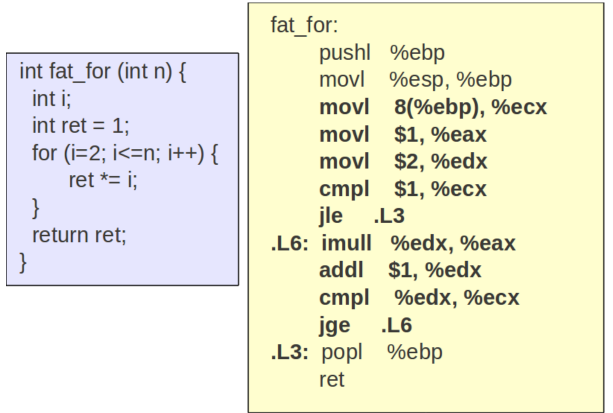 int fat_for (int n) {
int i;
int ret = 1;
for (i=2; i<=n; i++) {
ret *= i;
}
return ret;
}
fat_for:
pushl %ebp
movl %esp, %ebp
movl 8(%ebp), %ecx
movl $1, %eax
movl $2, %edx
cmpl $1, %ecx
jle .L3
.L6: imull %edx, %eax
addl $1, %edx
cmpl %edx, %ecx
jge .L6
.L3: popl %ebp
ret